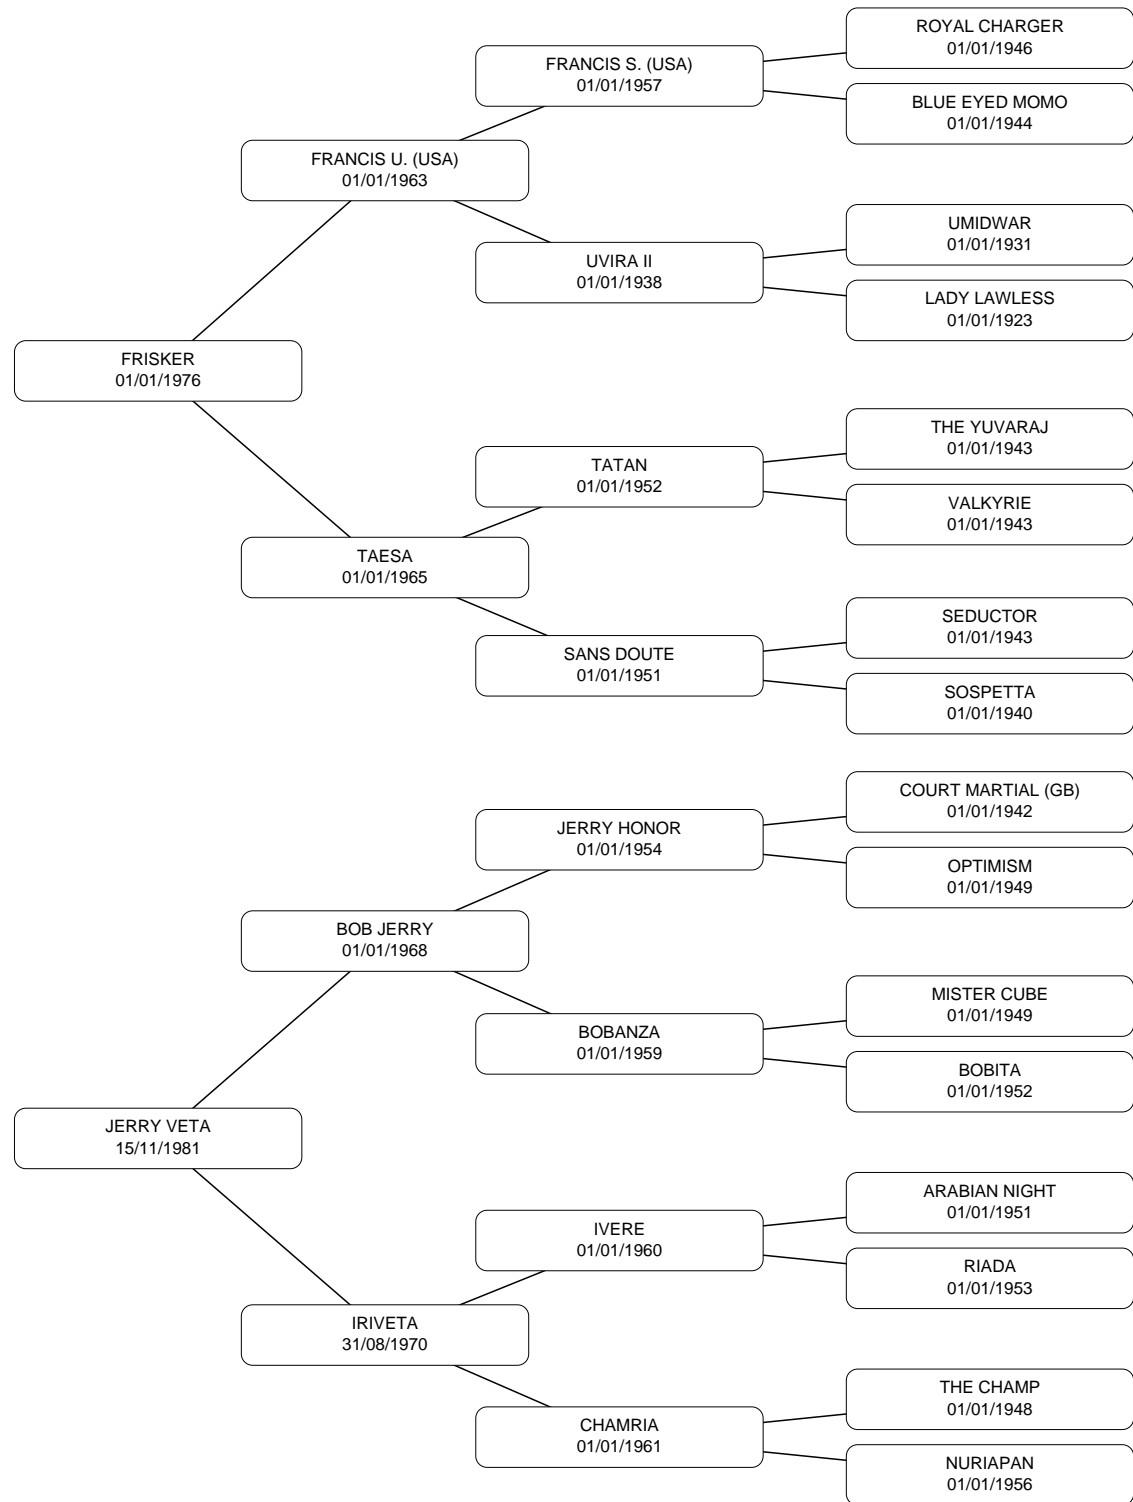 ROYAL CHARGER
01/01/1946
FRANCIS S. (USA)
01/01/1957
BLUE EYED MOMO
01/01/1944
FRANCIS U. (USA)
01/01/1963
UMIDWAR
01/01/1931
UVIRA II
01/01/1938
LADY LAWLESS
01/01/1923
FRISKER
01/01/1976
THE YUVARAJ
01/01/1943
TATAN
01/01/1952
VALKYRIE
01/01/1943
TAESA
01/01/1965
SEDUCTOR
01/01/1943
SANS DOUTE
01/01/1951
SOSPETTA
01/01/1940
COURT MARTIAL (GB)
01/01/1942
JERRY HONOR
01/01/1954
OPTIMISM
01/01/1949
BOB JERRY
01/01/1968
MISTER CUBE
01/01/1949
BOBANZA
01/01/1959
BOBITA
01/01/1952
JERRY VETA
15/11/1981
ARABIAN NIGHT
01/01/1951
IVERE
01/01/1960
RIADA
01/01/1953
IRIVETA
31/08/1970
THE CHAMP
01/01/1948
CHAMRIA
01/01/1961
NURIAPAN
01/01/1956